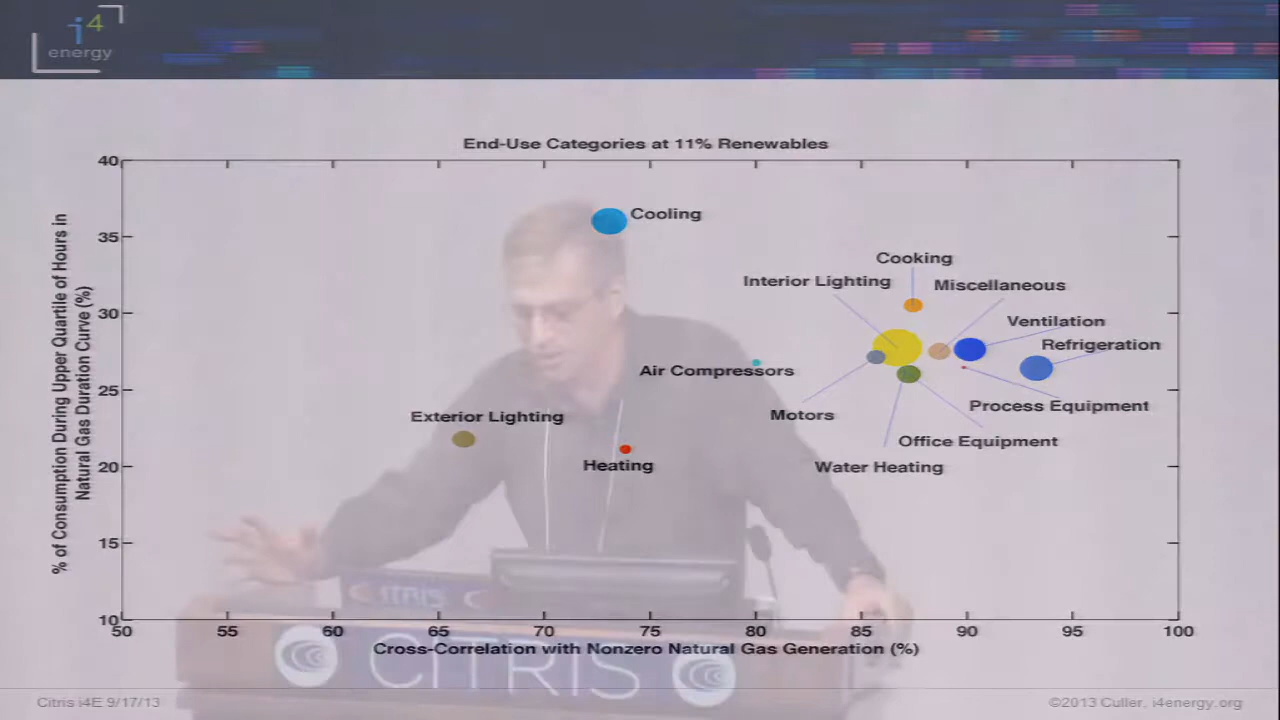 i4
energy
End-Use Categories at 11% Renewables
40
35
30
25
20
15
10
% of Consumption During Upper Quartile of Hours in
Natural Gas Duration Curve (%)
Cooling
Cooking
Interior Lighting
Miscellaneous
Ventilation
Refrigeration
Air Compressors
Process Equipment
Motors
Exterior Lighting
Office Equipment
Heating
Water Heating
CITRIS
50 55 60 65 70 75 80 85 90 95 100
Cross-Correlation with Nonzero Natural Gas Generation (%)
CITRIS
Citris i4E 9/17/13
©2013 Culler, i4energy.org